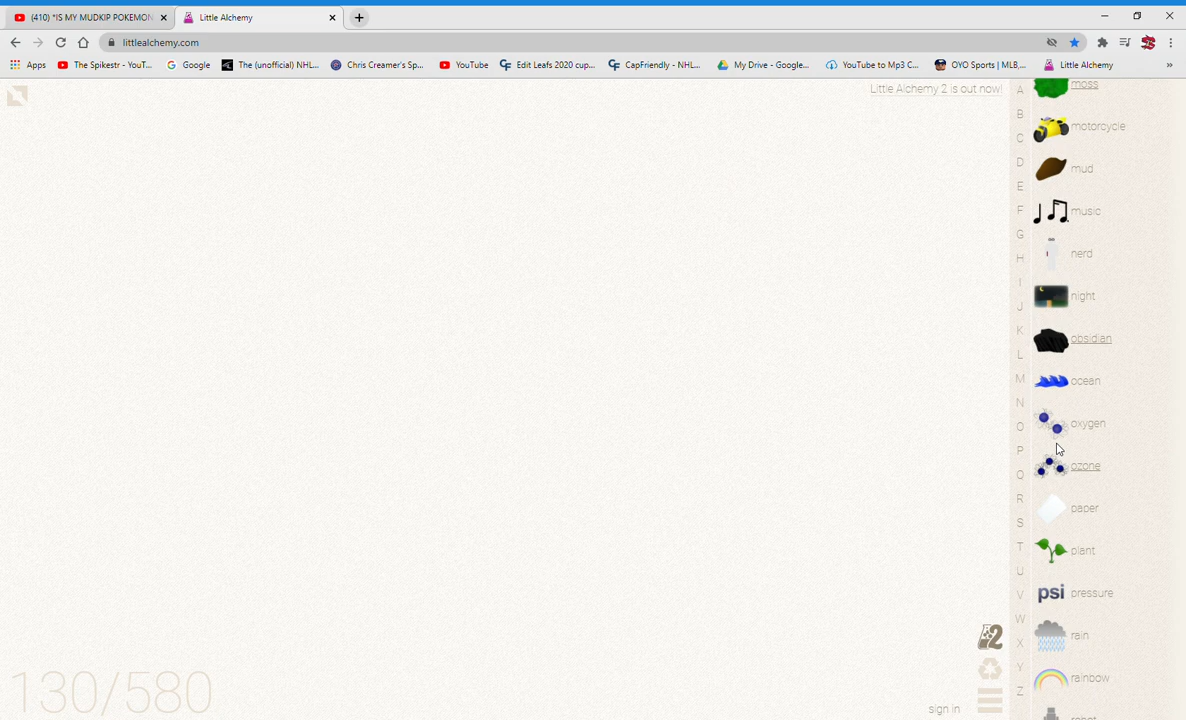 (410) *IS MY MUDKIP POKEMON
Little Alchemy
littlealchemy.com
Apps
The Spikestr - YouT...
Google
The (unofficial) NHL...
Chris Creamer's Sp...
YouTube
Edit Leafs 2020 cup...
CapFriendly - NHL...
My Drive - Google...
YouTube to Mp3 C...
OYO Sports | MLB,...
Little Alchemy
»
Little Alchemy 2 is out now!
A
B
C
D
E
F
G
H
I
J
K
L
M
N
O
P
Q
R
S
T
U
V
W
X
Y
Z
moss
motorcycle
mud
music
nerd
night
obsidian
ocean
oxygen
ozone
paper
plant
psi pressure
rain
rainbow
130/580
2
sign in